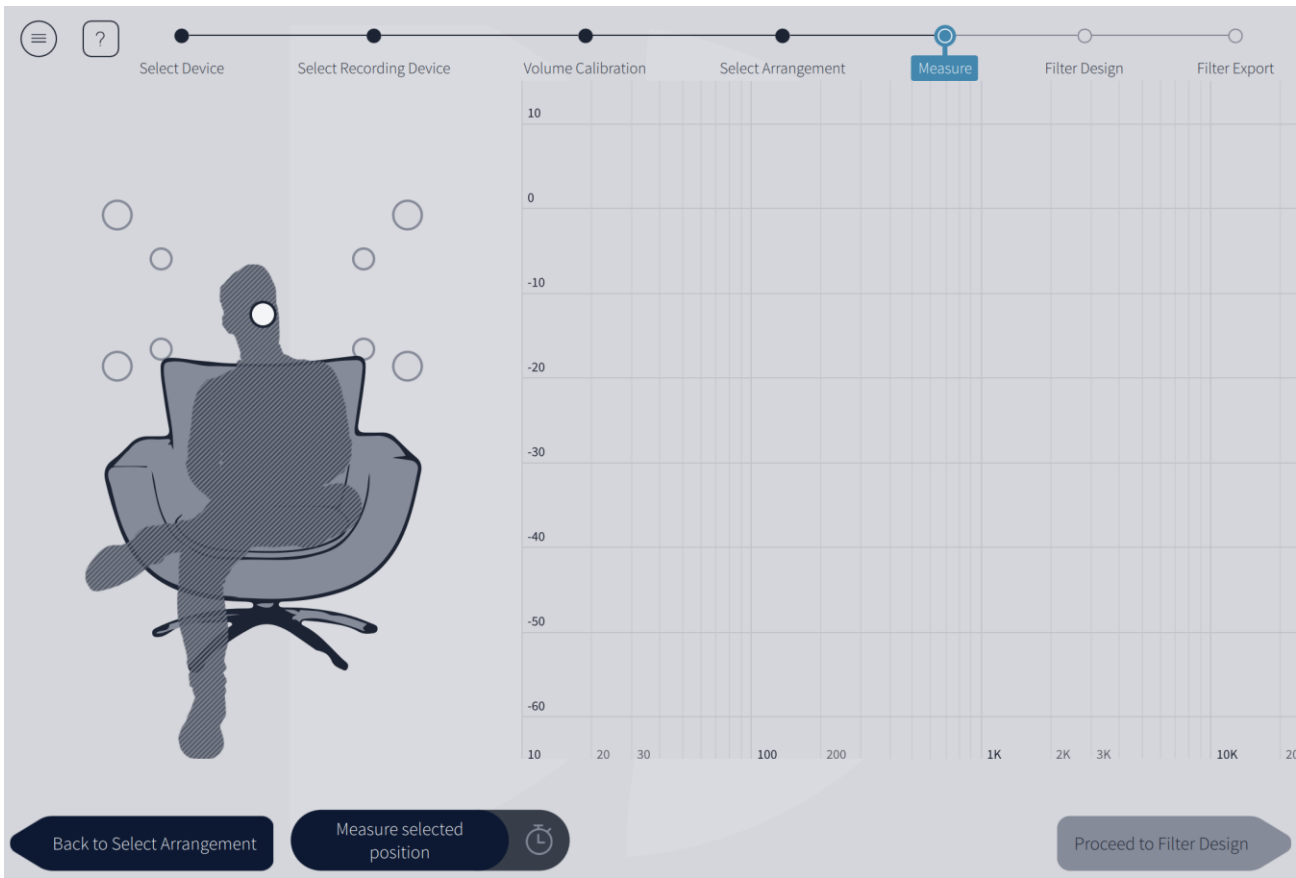 ?
Select Device
Select Recording Device
Volume Calibration
Select Arrangement
Measure
Filter Design
Filter Export
10
0
-10
-20
-30
-40
-50
-60
10 20 30 100 200 1K 2K 3K 10K
Back to Select Arrangement
Measure selected
position
Proceed to Filter Design